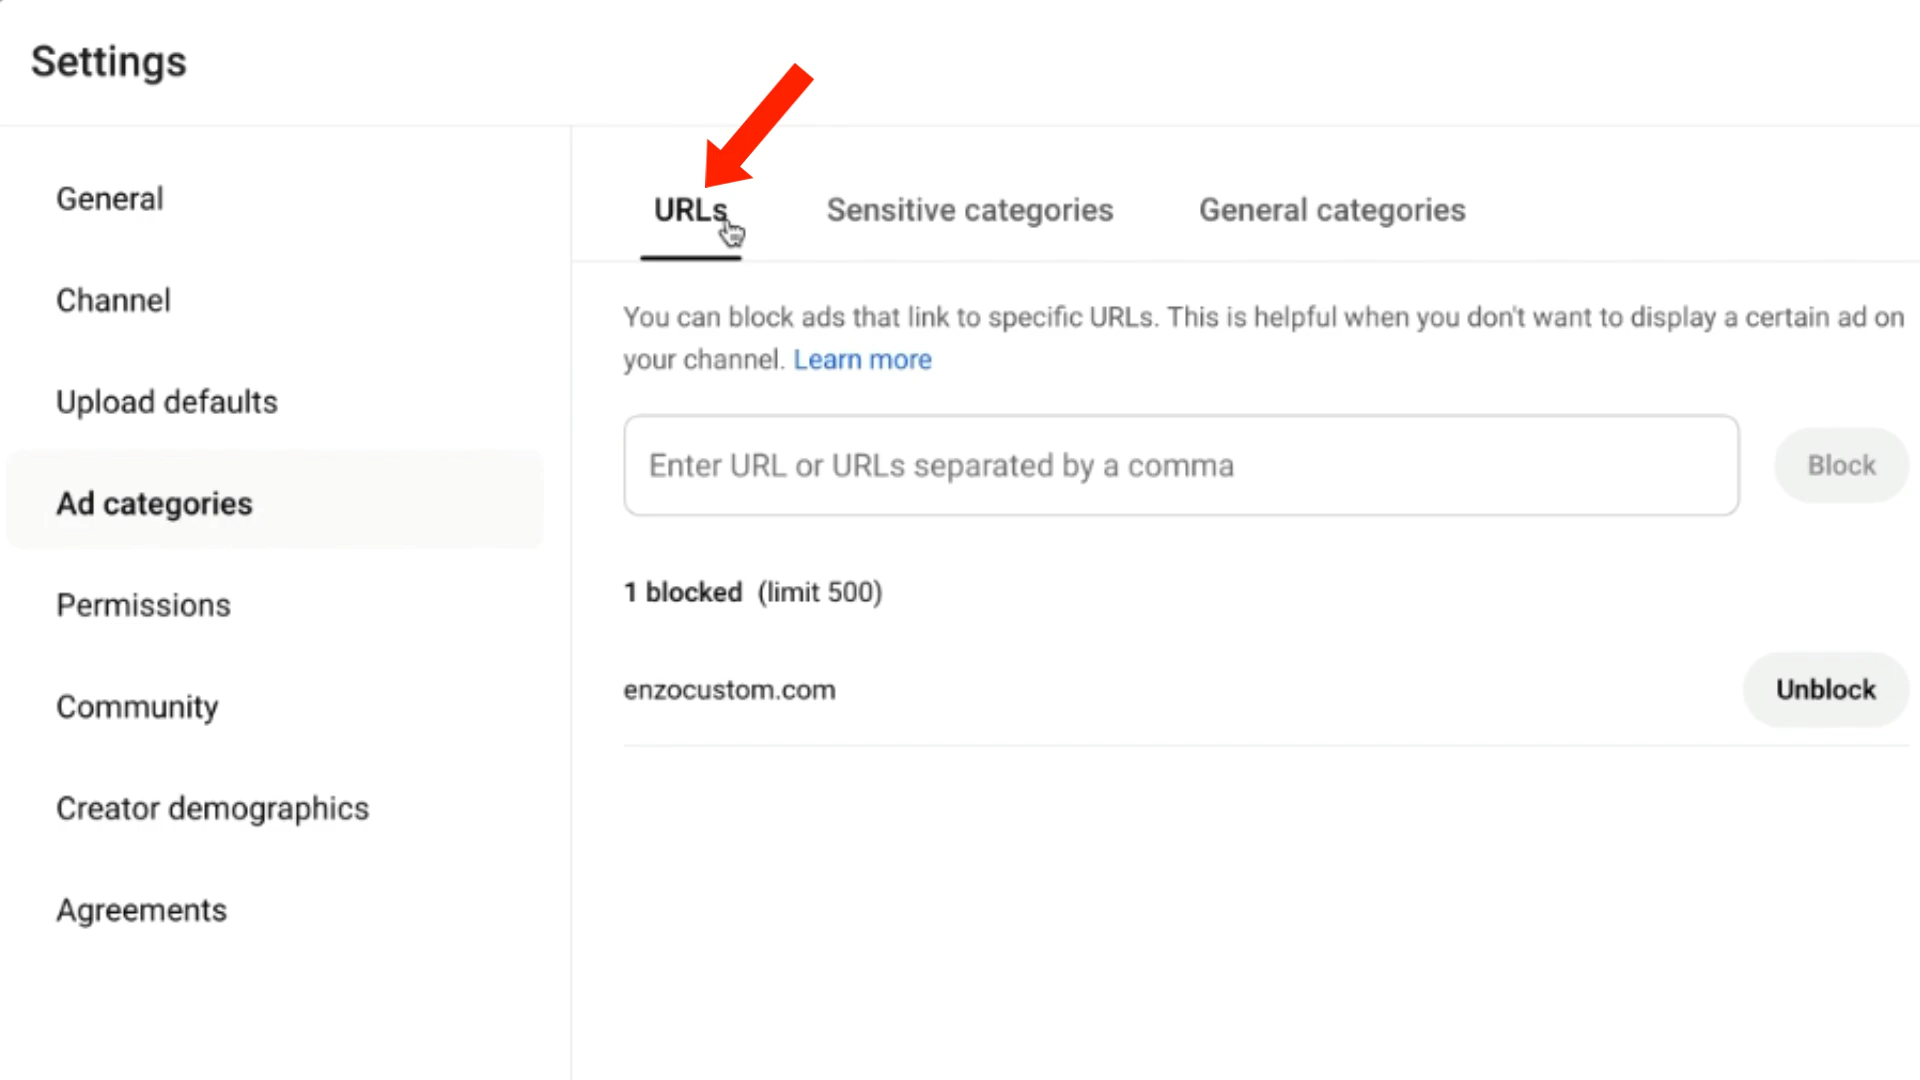 Settings
General
Channel
Upload defaults
Ad categories
Permissions
Community
Creator demographics
Agreements
URLs
Sensitive categories
General categories
You can block ads that link to specific URLs. This is helpful when you don't want to display a certain ad on
your channel. Learn more
Enter URL or URLs separated by a comma
Block
1 blocked (limit 500)
enzocustom.com
Unblock